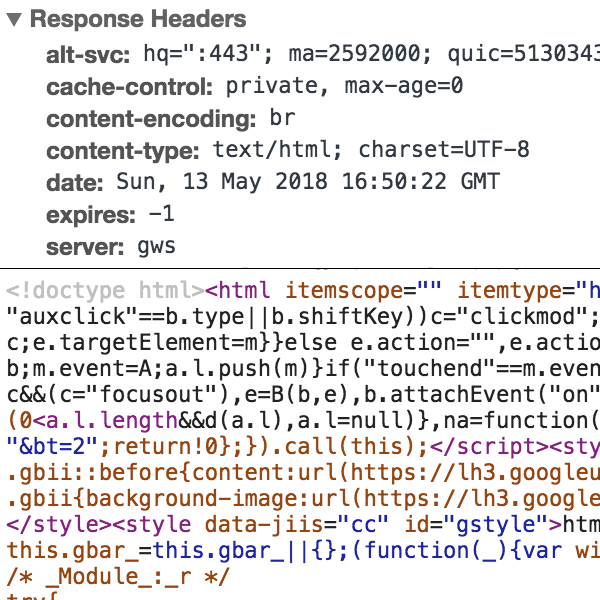 ▼ Response Headers
alt-svc: hq=":443"; ma=2592000; quic=5130343
cache-control: private, max-age=0
content-encoding: br
content-type: text/html; charset=UTF-8
date: Sun, 13 May 2018 16:50:22 GMT
expires: -1
server: gws
<!doctype html><html itemscope="" itemtype="h
"auxclick"==b.type||b.shiftKey))c="clickmod";
c;e.targetElement=m}}else e.action="",e.actio
b;m.event=A;a.l.push(m)}if("touchend"==m.even
c&&(c="focusout"),e=B(b,e),b.attachEvent("on"
(0<a.l.length&&d(a.l),a.l=null)},na=function(
"&bt=2";return!0};}).call(this);</script><sty
.gbii::before{content:url(https://lh3.googleu
.gbii{background-image:url(https://lh3.google
</style><style data-jiis="cc" id="gstyle">htm
this.gbar_=this.gbar_||{};(function(_){var wi
/* _Module_:_r */
try{